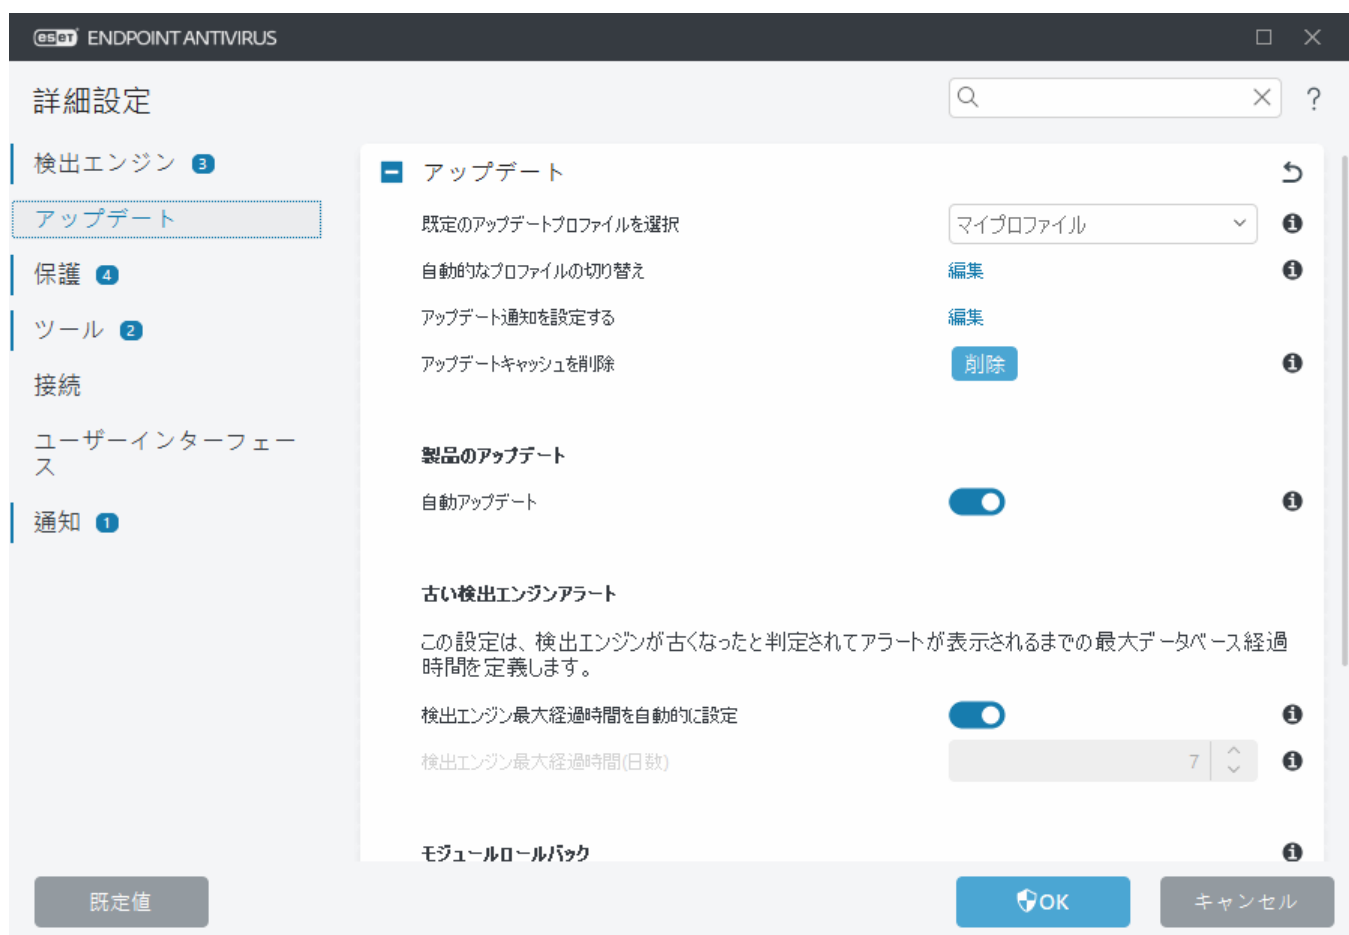 eset ENDPOINT ANTIVIRUS
詳細設定
?
検出エンジン 3
アップデート
保護 4
ツール 2
接続
ユーザーインターフェー
ス
通知 1
アップデート
既定のアップデートプロファイルを選択 マイプロファイル
自動的なプロファイルの切り替え 編集
アップデート通知を設定する 編集
アップデートキャッシュを削除 削除
製品のアップデート
自動アップデート
古い検出エンジンアラート
この設定は、検出エンジンが古くなったと判定されてアラートが表示されるまでの最大データベース経過
時間を定義します。
検出エンジン最大経過時間を自動的に設定
検出エンジン最大経過時間(日数) 7
モジュールロールバック
既定値 OK キャンセル